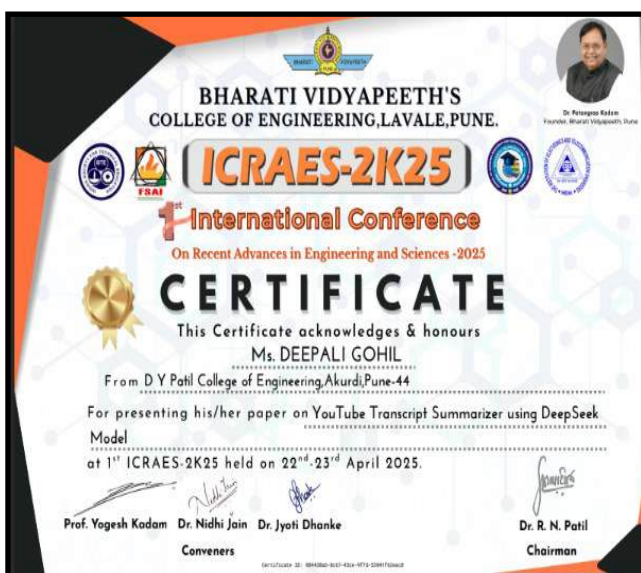 BHARATI VIDYAPEETH'S
COLLEGE OF ENGINEERING,LAVALE,PUNE.
Dr. Patangrao Kadam
Founder, Bharati Vidyapeeth, Pune
FSAI
ICRAES-2K25
1st International Conference
On Recent Advances in Engineering and Sciences -2025
CERTIFICATE
This Certificate acknowledges & honours
Ms. DEEPALI GOHIL
From D Y Patil College of Engineering,Akurdi,Pune-44
For presenting his/her paper on YouTube Transcript Summarizer using DeepSeek
Model
at 1st ICRAES-2K25 held on 22nd-23rd April 2025.
Prof. Yogesh Kadam Dr. Nidhi Jain Dr. Jyoti Dhanke Dr. R. N. Patil
Conveners Chairman
Certificate ID: